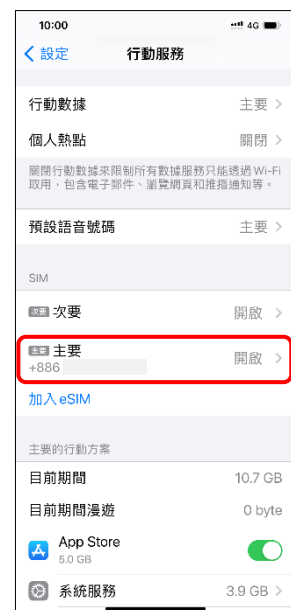 10:00 4G
設定 行動服務
行動數據 主要
個人熱點 關閉
關閉行動數據來限制所有數據服務只能透過 Wi-Fi
取用，包含電子郵件、瀏覽網頁和推播通知等。
預設語音號碼 主要
SIM
次要 次要 開啟
主要 主要 開啟
+886
加入 eSIM
主要的行動方案
目前期間 10.7 GB
目前期間漫遊 0 byte
App Store
5.0 GB
系統服務 3.9 GB